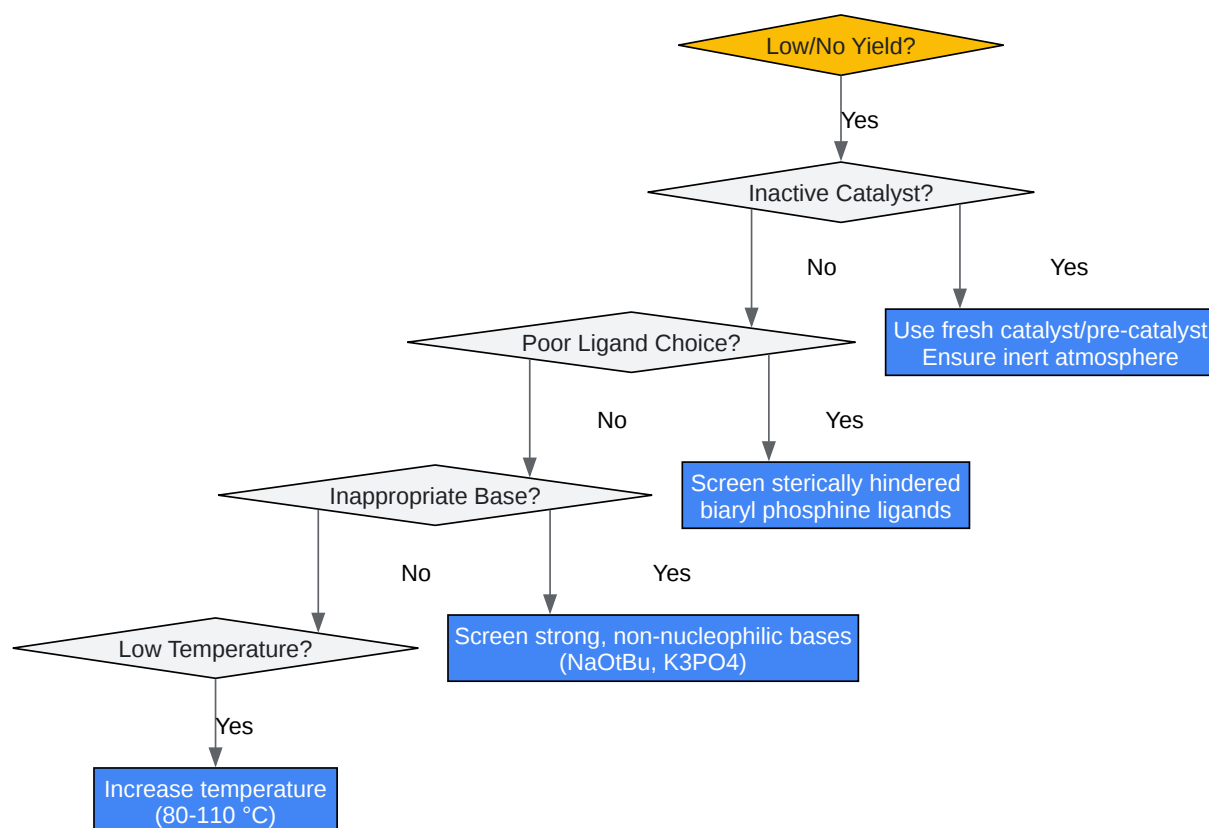 Low/No Yield?
Yes
Inactive Catalyst?
No
Yes
Use fresh catalyst/pre-catalyst
Ensure inert atmosphere
Poor Ligand Choice?
No
Yes
Screen sterically hindered
biaryl phosphine ligands
Inappropriate Base?
No
Yes
Screen strong, non-nucleophilic bases
(NaOtBu, K3PO4)
Low Temperature?
Yes
Increase temperature
(80-110 °C)